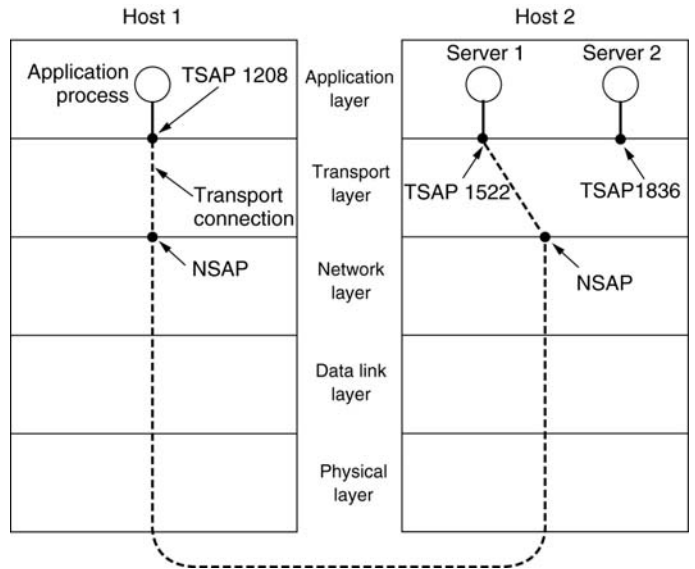 Host 1
Host 2
Application
process
TSAP 1208
Application
layer
Server 1
Server 2
Transport
connection
Transport
layer
TSAP 1522
TSAP1836
NSAP
Network
layer
NSAP
Data link
layer
Physical
layer